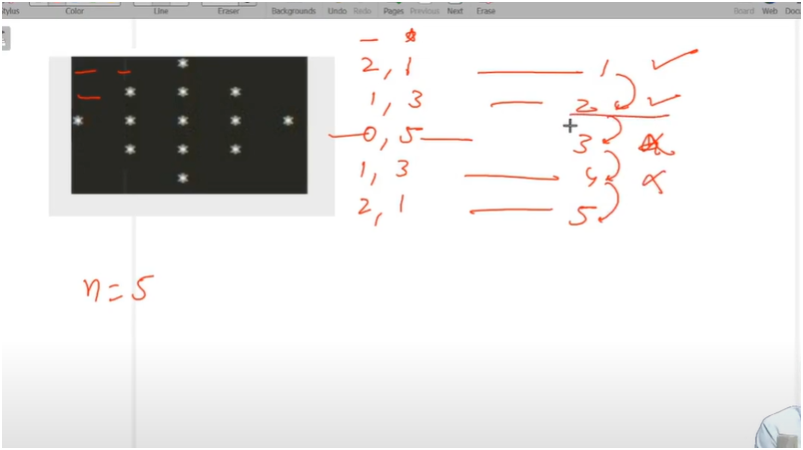 Stylus Color Line Eraser Backgrounds Undo Redo Pages Previous Next Erase Board Web
- *
*
2, 1 1
* * *
1, 3 2
* * * * *
0, 5 3
* * *
1, 3 4
*
2, 1 5
n = 5